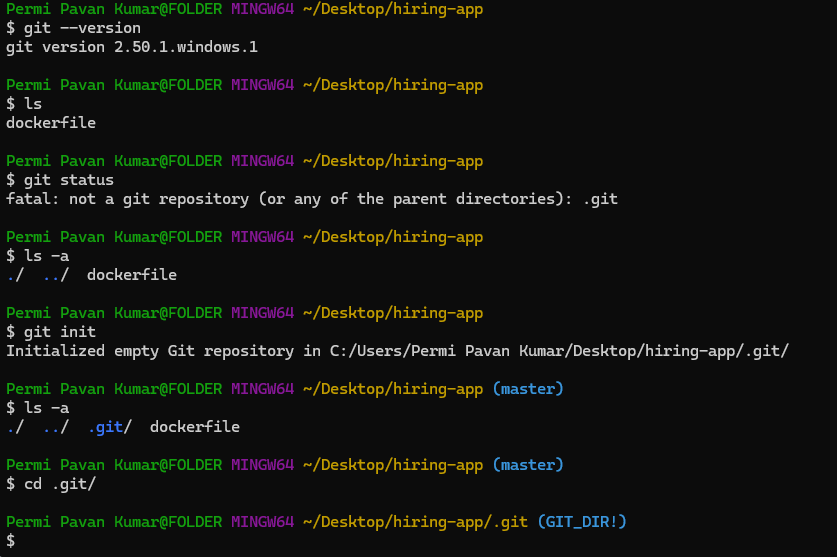 Permi Pavan Kumar@FOLDER MINGW64 ~/Desktop/hiring-app
$ git --version
git version 2.50.1.windows.1
Permi Pavan Kumar@FOLDER MINGW64 ~/Desktop/hiring-app
$ ls
dockerfile
Permi Pavan Kumar@FOLDER MINGW64 ~/Desktop/hiring-app
$ git status
fatal: not a git repository (or any of the parent directories): .git
Permi Pavan Kumar@FOLDER MINGW64 ~/Desktop/hiring-app
$ ls -a
./  ../  dockerfile
Permi Pavan Kumar@FOLDER MINGW64 ~/Desktop/hiring-app
$ git init
Initialized empty Git repository in C:/Users/Permi Pavan Kumar/Desktop/hiring-app/.git/
Permi Pavan Kumar@FOLDER MINGW64 ~/Desktop/hiring-app (master)
$ ls -a
./  ../  .git/  dockerfile
Permi Pavan Kumar@FOLDER MINGW64 ~/Desktop/hiring-app (master)
$ cd .git/
Permi Pavan Kumar@FOLDER MINGW64 ~/Desktop/hiring-app/.git (GIT_DIR!)
$